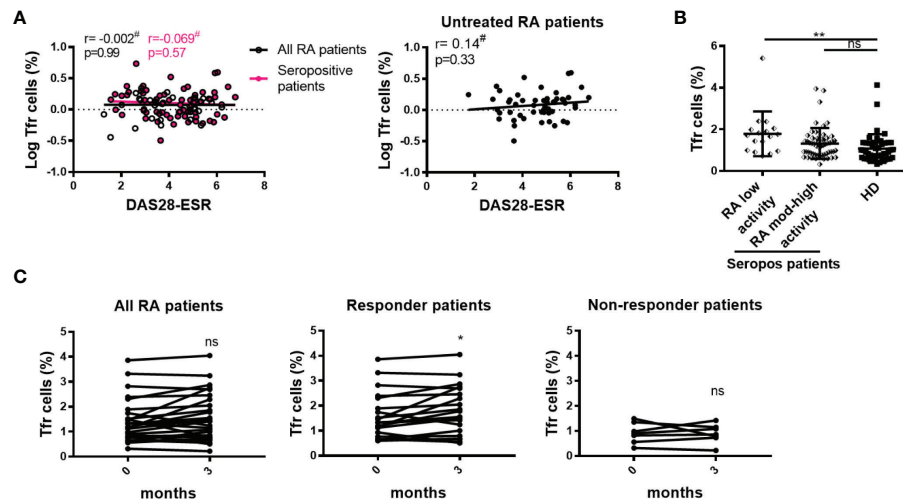 A
r= -0.002#
p=0.99
r=-0.069#
p=0.57
All RA patients
Seropositive
patients
Log Tfr cells (%)
1.0
0.5
0.0
-0.5
-1.0
0 2 4 6 8
DAS28-ESR
Untreated RA patients
r= 0.14#
p=0.33
Log Tfr cells (%)
1.0
0.5
0.0
-0.5
-1.0
0 2 4 6 8
DAS28-ESR
B
**
ns
Tfr cells (%)
6
4
2
0
RA low
activity
RA mod-high
activity
HD
Seropos patients
C
All RA patients
ns
Tfr cells (%)
5
4
3
2
1
0
0 3
months
Responder patients
*
Tfr cells (%)
5
4
3
2
1
0
0 3
months
Non-responder patients
ns
Tfr cells (%)
5
4
3
2
1
0
0 3
months